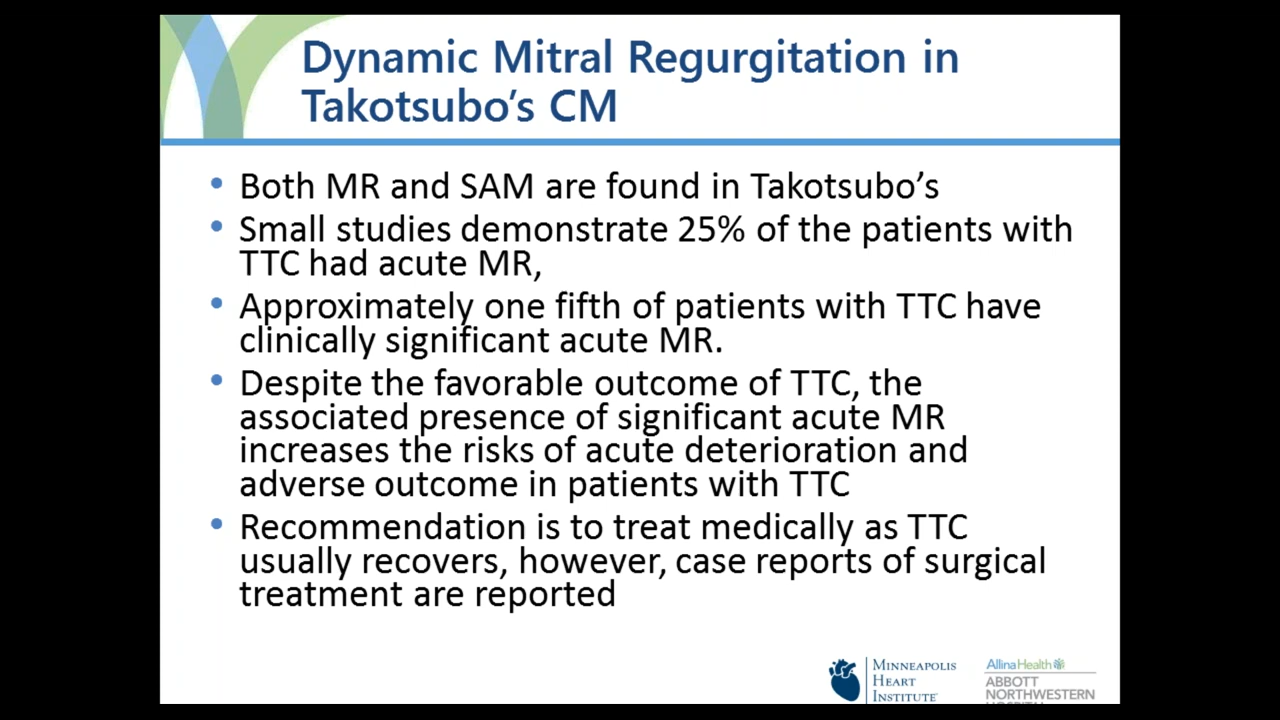 Dynamic Mitral Regurgitation in
Takotsubo’s CM
• Both MR and SAM are found in Takotsubo’s
• Small studies demonstrate 25% of the patients with
TTC had acute MR,
• Approximately one fifth of patients with TTC have
clinically significant acute MR.
• Despite the favorable outcome of TTC, the
associated presence of significant acute MR
increases the risks of acute deterioration and
adverse outcome in patients with TTC
• Recommendation is to treat medically as TTC
usually recovers, however, case reports of surgical
treatment are reported
MINNEAPOLIS
HEART
INSTITUTE
AllinaHealth
ABBOTT
NORTHWESTERN
HOSPITAL